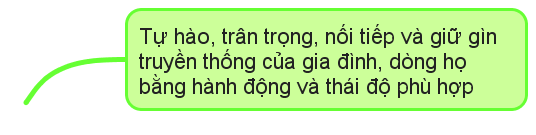 Tự hào, trân trọng, nối tiếp và giữ gìn
truyền thống của gia đình, dòng họ
bằng hành động và thái độ phù hợp